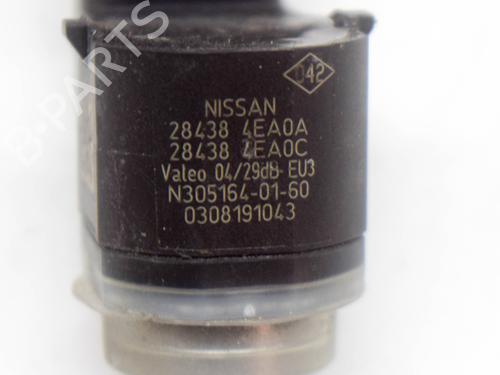 B-PARTS
D42
NISSAN
28438 4EA0A
28438 4EA0C
Valeo 04/29dB EU3
N305164-01-60
0308191043